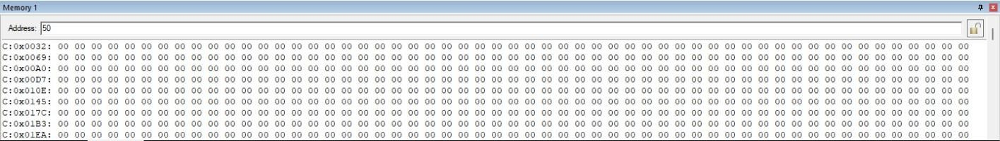 Memory 1
Address: 50
C:0x0032: 00 00 00 00 00 00 00 00 00 00 00 00 00 00 00 00 00 00 00 00 00 00 00 00 00 00 00 00 00 00 00 00 00 00 00 00 00 00 00 00 00 00 00 00 00 00 00 00 00 00 00 00 00 00 00
C:0x0069: 00 00 00 00 00 00 00 00 00 00 00 00 00 00 00 00 00 00 00 00 00 00 00 00 00 00 00 00 00 00 00 00 00 00 00 00 00 00 00 00 00 00 00 00 00 00 00 00 00 00 00 00 00 00 00
C:0x00A0: 00 00 00 00 00 00 00 00 00 00 00 00 00 00 00 00 00 00 00 00 00 00 00 00 00 00 00 00 00 00 00 00 00 00 00 00 00 00 00 00 00 00 00 00 00 00 00 00 00 00 00 00 00 00 00
C:0x00D7: 00 00 00 00 00 00 00 00 00 00 00 00 00 00 00 00 00 00 00 00 00 00 00 00 00 00 00 00 00 00 00 00 00 00 00 00 00 00 00 00 00 00 00 00 00 00 00 00 00 00 00 00 00 00 00
C:0x010E: 00 00 00 00 00 00 00 00 00 00 00 00 00 00 00 00 00 00 00 00 00 00 00 00 00 00 00 00 00 00 00 00 00 00 00 00 00 00 00 00 00 00 00 00 00 00 00 00 00 00 00 00 00 00 00
C:0x0145: 00 00 00 00 00 00 00 00 00 00 00 00 00 00 00 00 00 00 00 00 00 00 00 00 00 00 00 00 00 00 00 00 00 00 00 00 00 00 00 00 00 00 00 00 00 00 00 00 00 00 00 00 00 00 00
C:0x017C: 00 00 00 00 00 00 00 00 00 00 00 00 00 00 00 00 00 00 00 00 00 00 00 00 00 00 00 00 00 00 00 00 00 00 00 00 00 00 00 00 00 00 00 00 00 00 00 00 00 00 00 00 00 00 00
C:0x01B3: 00 00 00 00 00 00 00 00 00 00 00 00 00 00 00 00 00 00 00 00 00 00 00 00 00 00 00 00 00 00 00 00 00 00 00 00 00 00 00 00 00 00 00 00 00 00 00 00 00 00 00 00 00 00 00
C:0x01EA: 00 00 00 00 00 00 00 00 00 00 00 00 00 00 00 00 00 00 00 00 00 00 00 00 00 00 00 00 00 00 00 00 00 00 00 00 00 00 00 00 00 00 00 00 00 00 00 00 00 00 00 00 00 00 00